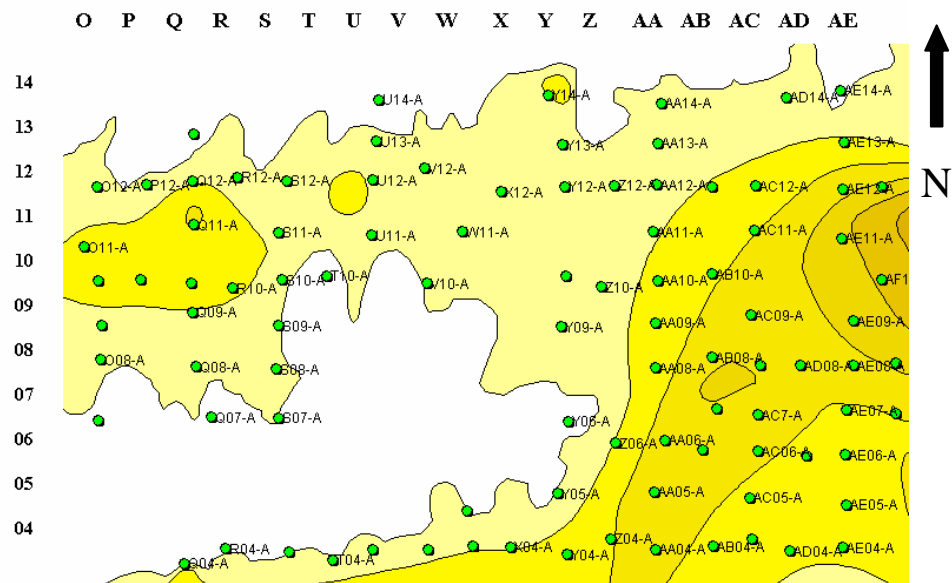 O P Q R S T U V W X Y Z AA AB AC AD AE
14
U14-A Y14-A AA14-A AD14-A AE14-A
13
U13-A Y13-A AA13-A AE13-A
N
12
O12-A P12-A Q12-A R12-A S12-A U12-A V12-A X12-A Y12-A Z12-A AA12-A AC12-A AE12-A
11
O11-A Q11-A S11-A U11-A W11-A AA11-A AC11-A AE11-A
10
R10-A S10-A T10-A V10-A Z10-A AA10-A AB10-A AF1
09
Q09-A S09-A Y09-A AA09-A AC09-A AE09-A
08
O08-A Q08-A S08-A AA08-A AB08-A AD08-A AE08-A
07
Q07-A S07-A Y06-A AC7-A AE07-A
06
Z06-A AA06-A AC06-A AE06-A
05
Y05-A AA05-A AC05-A AE05-A
04
Q04-A R04-A T04-A X04-A Y04-A Z04-A AA04-A AB04-A AD04-A AE04-A